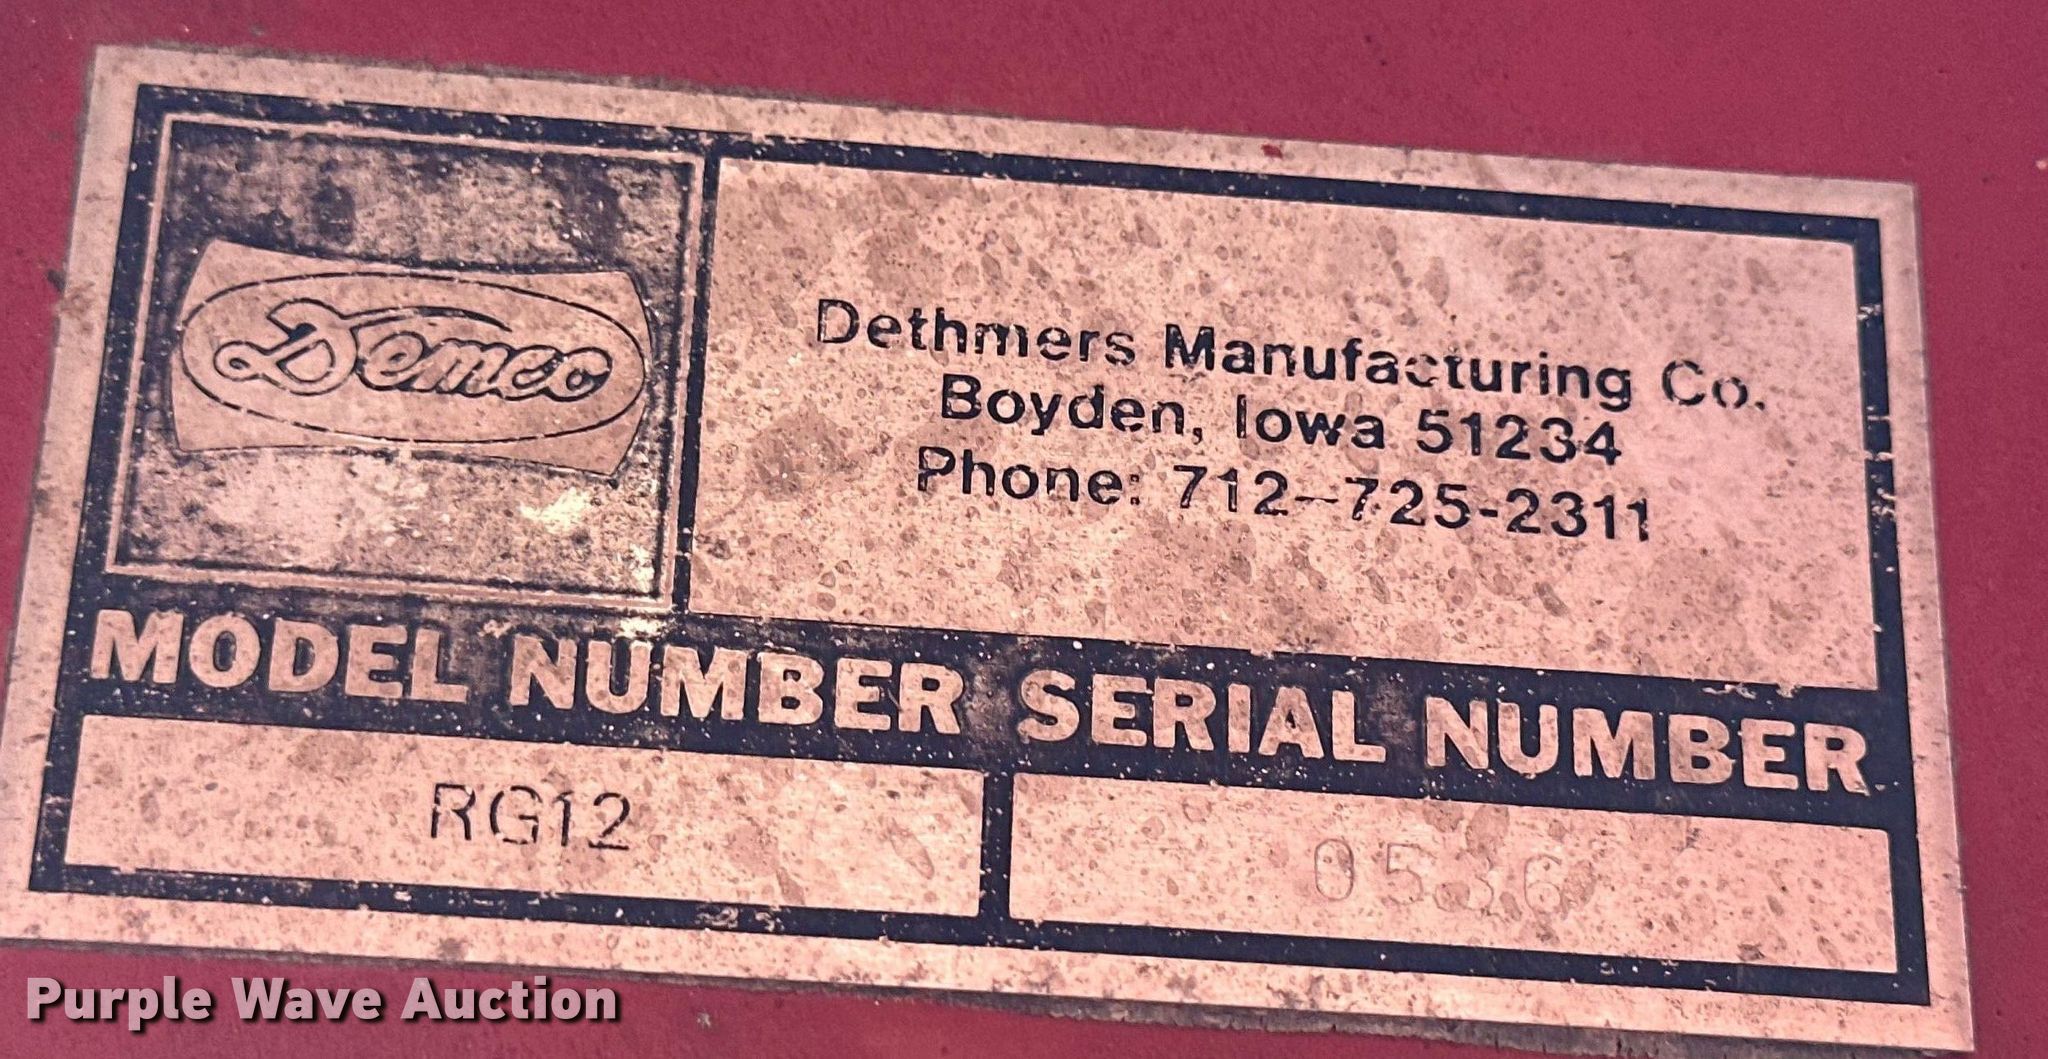 Demco
Dethmers Manufacturing Co.
Boyden, Iowa 51234
Phone: 712-725-2311
MODEL NUMBER SERIAL NUMBER
RG12
0536
Purple Wave Auction